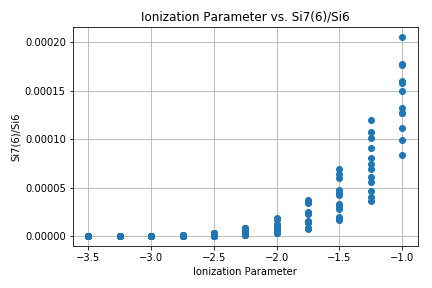 Ionization Parameter vs. Si7(6)/Si6
0.00020
0.00015
0.00010
0.00005
0.00000
Si7(6)/Si6
−3.5 −3.0 −2.5 −2.0 −1.5 −1.0
Ionization Parameter